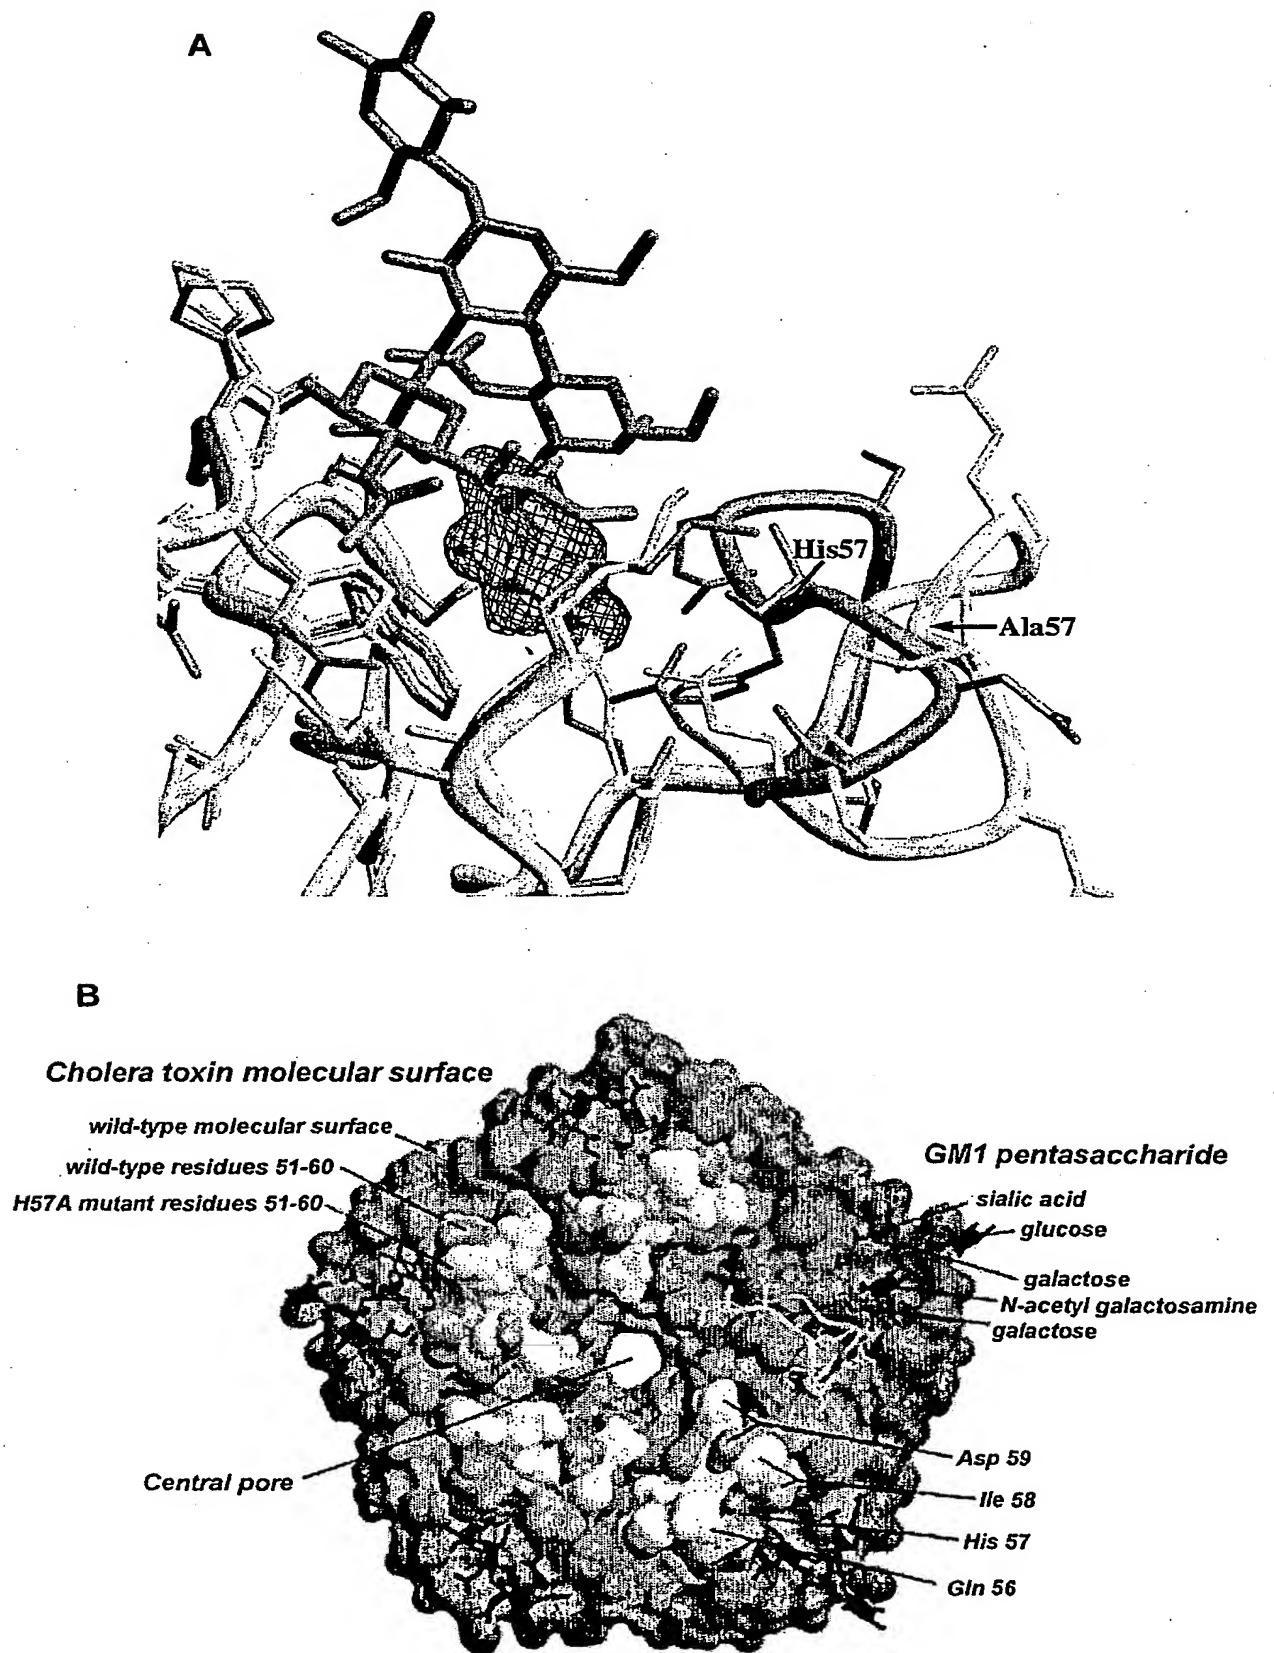 A
His57
Ala57
B
Cholera toxin molecular surface
wild-type molecular surface
wild-type residues 51-60
H57A mutant residues 51-60
GM1 pentasaccharide
sialic acid
glucose
galactose
N-acetyl galactosamine
galactose
Central pore
Asp 59
Ile 58
His 57
Gln 56